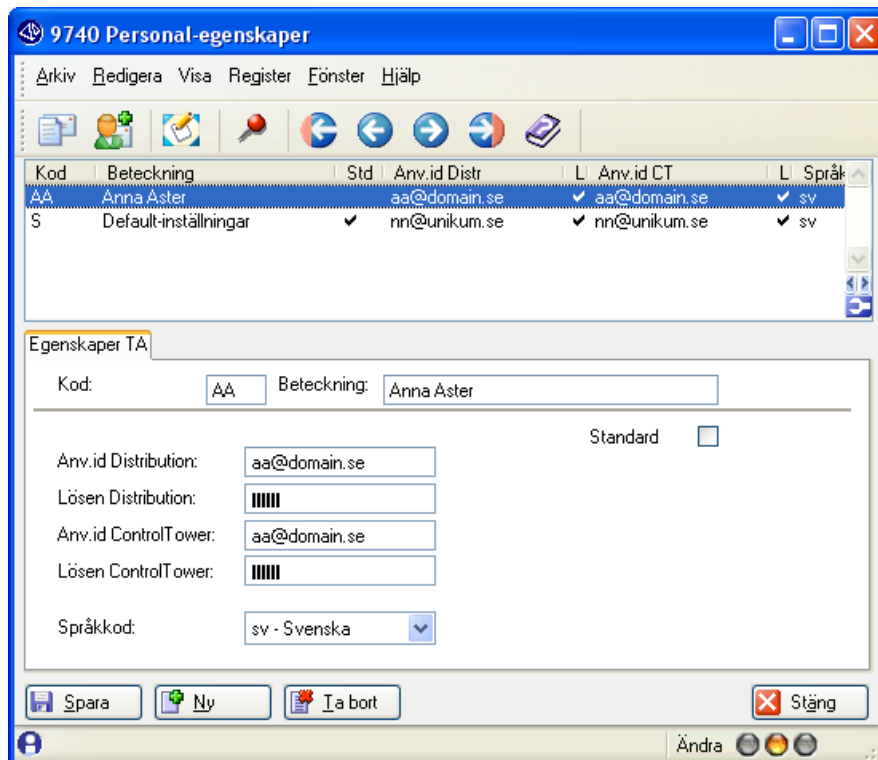 9740 Personal-egenskaper
Arkiv Redigera Visa Register Fönster Hjälp
Kod Beteckning Std Anv.id Distr L Anv.id CT L Språk
AA Anna Aster aa@domain.se ✔ aa@domain.se ✔ sv
S Default-inställningar ✔ nn@unikum.se ✔ nn@unikum.se ✔ sv
Egenskaper TA
Kod: AA Beteckning: Anna Aster
Standard
Anv.id Distribution: aa@domain.se
Lösen Distribution:
Anv.id ControlTower: aa@domain.se
Lösen ControlTower:
Språkkod: sv - Svenska
Spara Ny Ta bort Stäng
Ändra